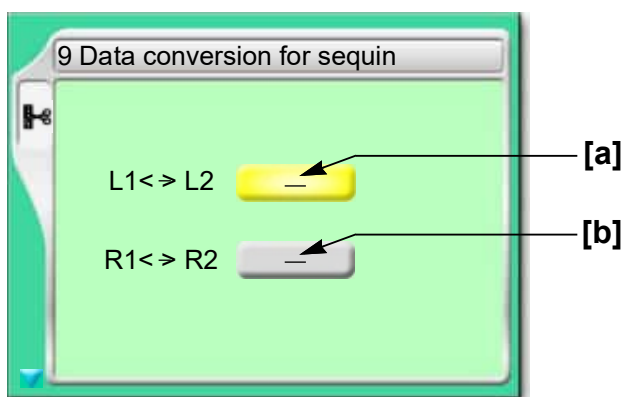 9 Data conversion for sequin
L1< > L2 — [a]
R1< > R2 — [b]